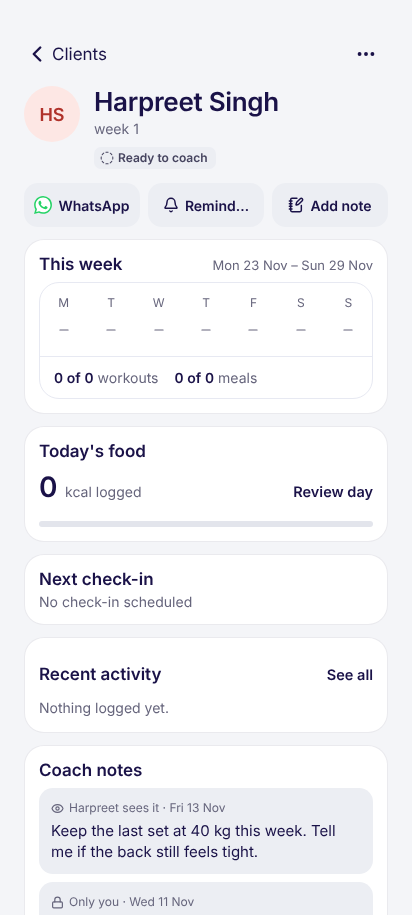 Clients
HS
Harpreet Singh
week 1
Ready to coach
WhatsApp
Remind...
Add note
This week
Mon 23 Nov – Sun 29 Nov
M T W T F S S
– – – – – – –
0 of 0 workouts 0 of 0 meals
Today's food
0 kcal logged
Review day
Next check-in
No check-in scheduled
Recent activity
See all
Nothing logged yet.
Coach notes
Harpreet sees it · Fri 13 Nov
Keep the last set at 40 kg this week. Tell
me if the back still feels tight.
Only you · Wed 11 Nov